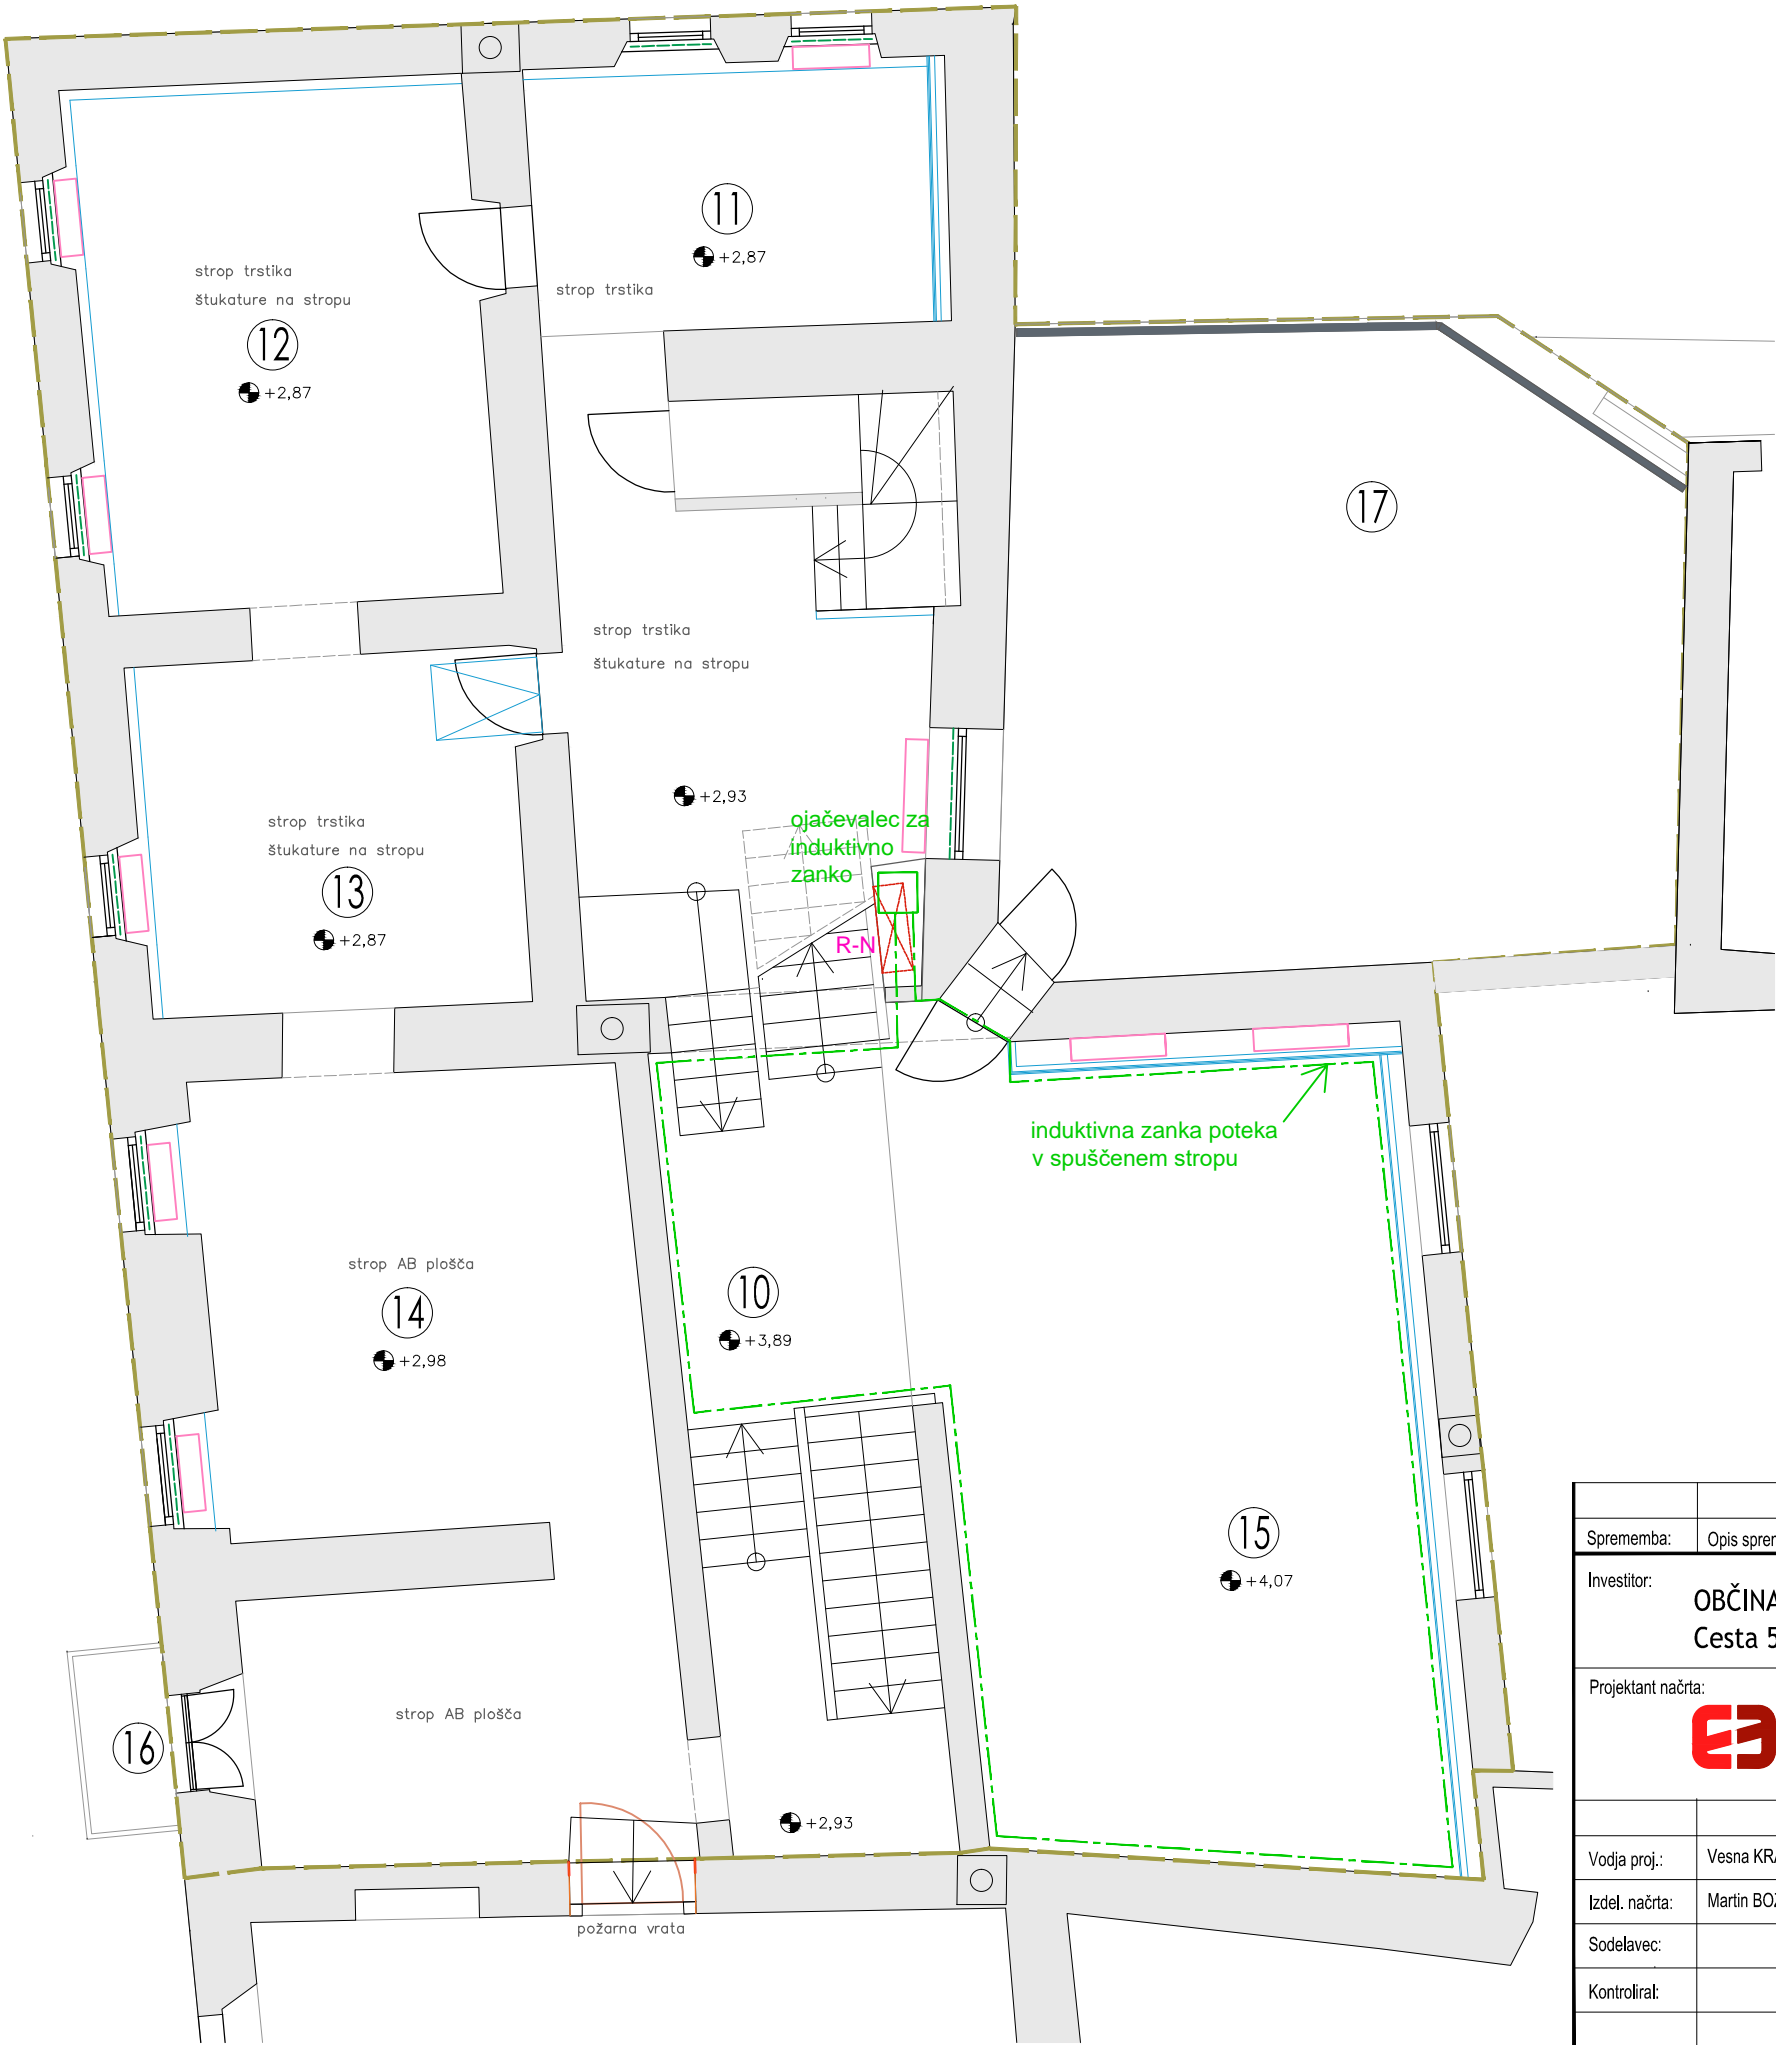 11
+2,87
strop trstika
strop trstika
štukature na stropu
12
+2,87
17
strop trstika
štukature na stropu
+2,93
ojačevalec za
induktivno
zanko
R-N
strop trstika
štukature na stropu
13
+2,87
induktivna zanka poteka
v spuščenem stropu
strop AB plošča
14
+2,98
10
+3,89
15
+4,07
strop AB plošča
16
+2,93
požarna vrata
Sprememba:
Opis
Investitor:
OBČINA
Cesta 5
Projektant načrta:
Vodja proj.:
Vesna
Izdel. načrta:
Martin
Sodelavec:
Kontroliral: